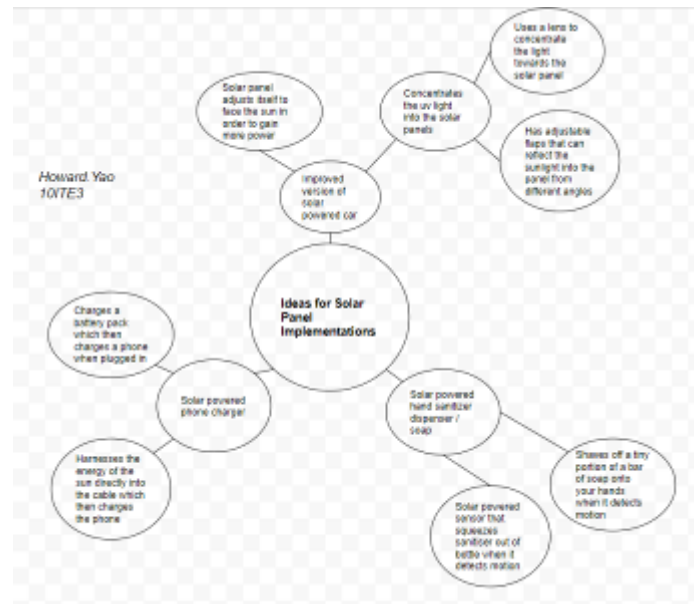 Uses a lens to
concentrate
the light
towards the
solar panel
Solar panel
adjusts itself to
face the sun in
order to gain
more power
Concentrates
the uv light
into the solar
panels
Has adjustable
flaps that can
reflect the
sunlight into the
panel from
different angles
Howard.Yao
10ITE3
Improved
version of
solar
powered car
Ideas for Solar
Panel
Implementations
Charges a
battery pack
which then
charges a phone
when plugged in
Solar powered
phone charger
Solar powered
hand sanitizer
dispenser /
soap
Harnesses the
energy of the
sun directly into
the cable which
then charges
the phone
Shaves off a tiny
portion of a bar
of soap onto
your hands
when it detects
motion
Solar powered
sensor that
squeezes
sanitiser out of
bottle when it
detects motion